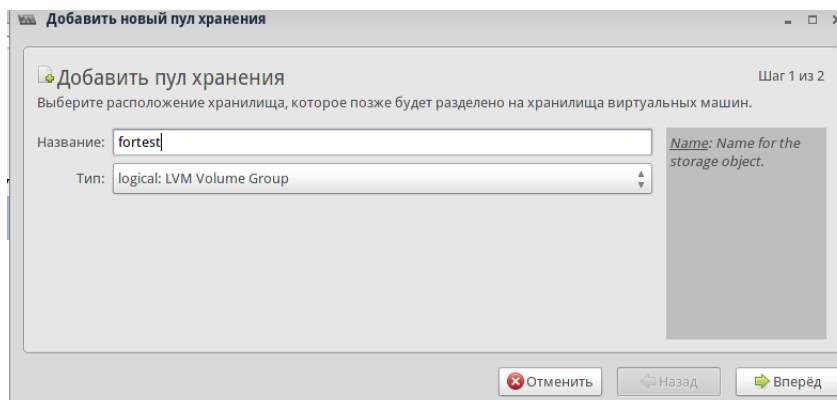 Добавить новый пул хранения
Добавить пул хранения
Шаг 1 из 2
Выберите расположение хранилища, которое позже будет разделено на хранилища виртуальных машин.
Название: fortest
Name: Name for the
storage object.
Тип: logical: LVM Volume Group
Отменить
Назад
Вперёд